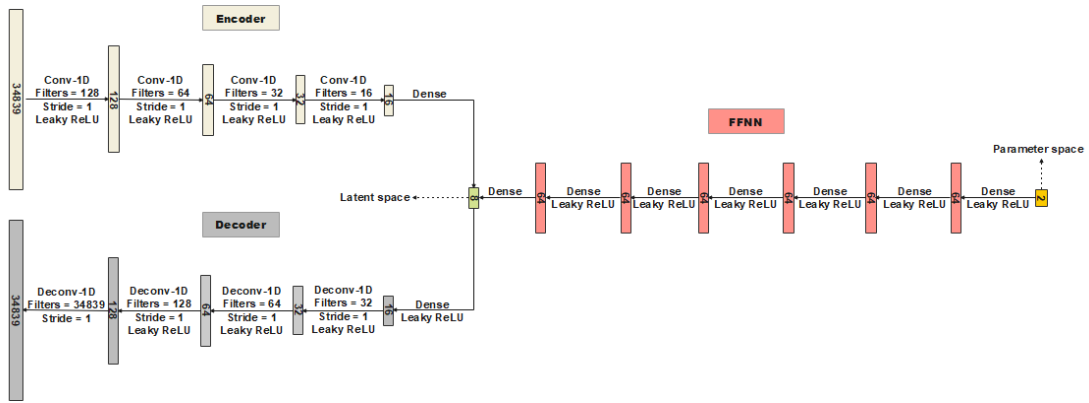 Encoder
34839
Conv-1D
Filters = 128
Stride = 1
Leaky ReLU
128
Conv-1D
Filters = 64
Stride = 1
Leaky ReLU
64
Conv-1D
Filters = 32
Stride = 1
Leaky ReLU
32
Conv-1D
Filters = 16
Stride = 1
Leaky ReLU
16
Dense
FFNN
Parameter space
Latent space
8
Dense
64
Dense
Leaky ReLU
64
Dense
Leaky ReLU
64
Dense
Leaky ReLU
64
Dense
Leaky ReLU
64
Dense
Leaky ReLU
64
Dense
Leaky ReLU
2
Decoder
34839
Deconv-1D
Filters = 34839
Stride = 1
128
Deconv-1D
Filters = 128
Stride = 1
Leaky ReLU
64
Deconv-1D
Filters = 64
Stride = 1
Leaky ReLU
32
Deconv-1D
Filters = 32
Stride = 1
Leaky ReLU
16
Dense
Leaky ReLU